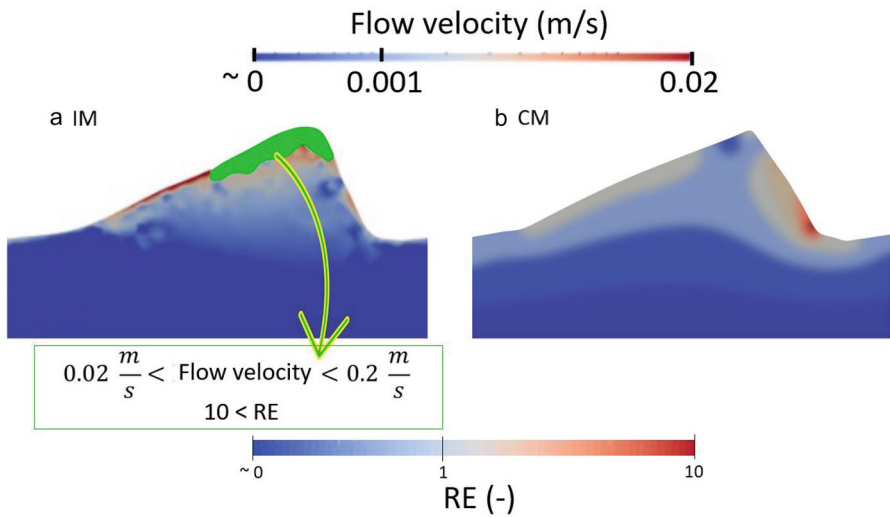 Flow velocity (m/s)
~ 0 0.001 0.02
a IM
b CM
0.02 m/s < Flow velocity < 0.2 m/s
10 < RE
~ 0 1 10
RE (-)